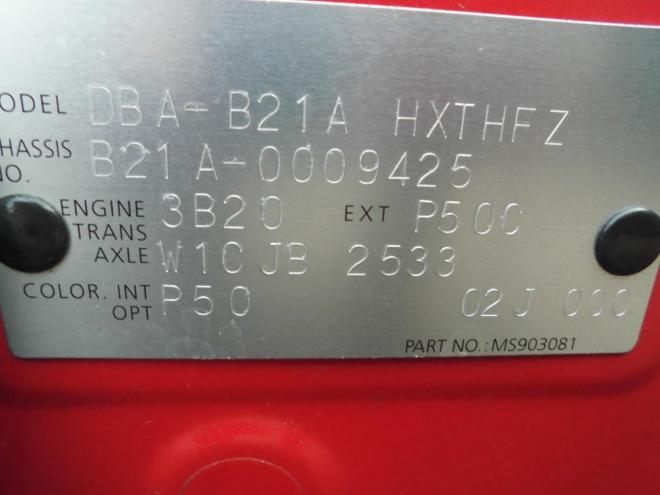 ODEL DBA-B21A HXTHFZ
HASSIS NO. B21A-0009425
ENGINE 3B20 EXT P50C
TRANS AXLE W1CJB 2533
COLOR. INT OPT P50 02J 000
PART NO.:MS903081